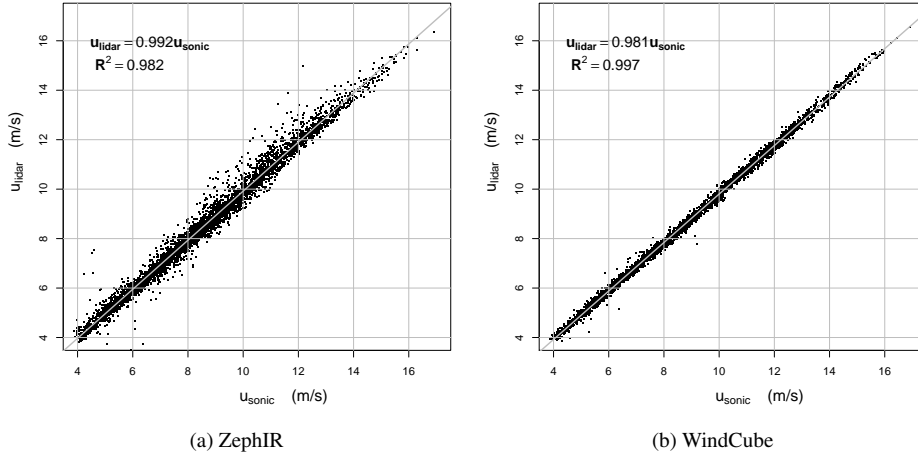 u_lidar = 0.992u_sonic
R² = 0.982
16
14
12
10
8
6
4
u_lidar (m/s)
4 6 8 10 12 14 16
u_sonic (m/s)
(a) ZephIR
u_lidar = 0.981u_sonic
R² = 0.997
16
14
12
10
8
6
4
u_lidar (m/s)
4 6 8 10 12 14 16
u_sonic (m/s)
(b) WindCube